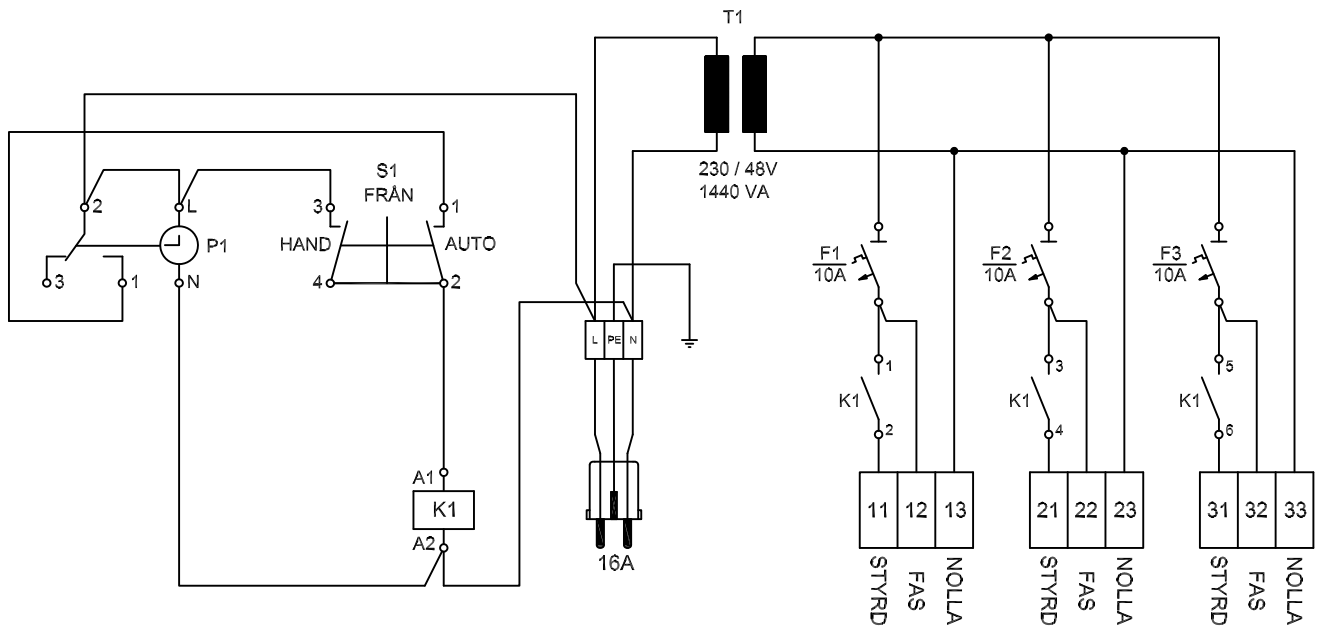 T1
230 / 48V
1440 VA
S1
FRÅN
2
L
3
1
HAND
AUTO
P1
3
1
N
4
2
L
PE
N
F1
10A
F2
10A
F3
10A
1
3
5
K1
K1
K1
2
4
6
A1
K1
A2
16A
11
12
13
21
22
23
31
32
33
STYRD
FAS
NOLLA
STYRD
FAS
NOLLA
STYRD
FAS
NOLLA